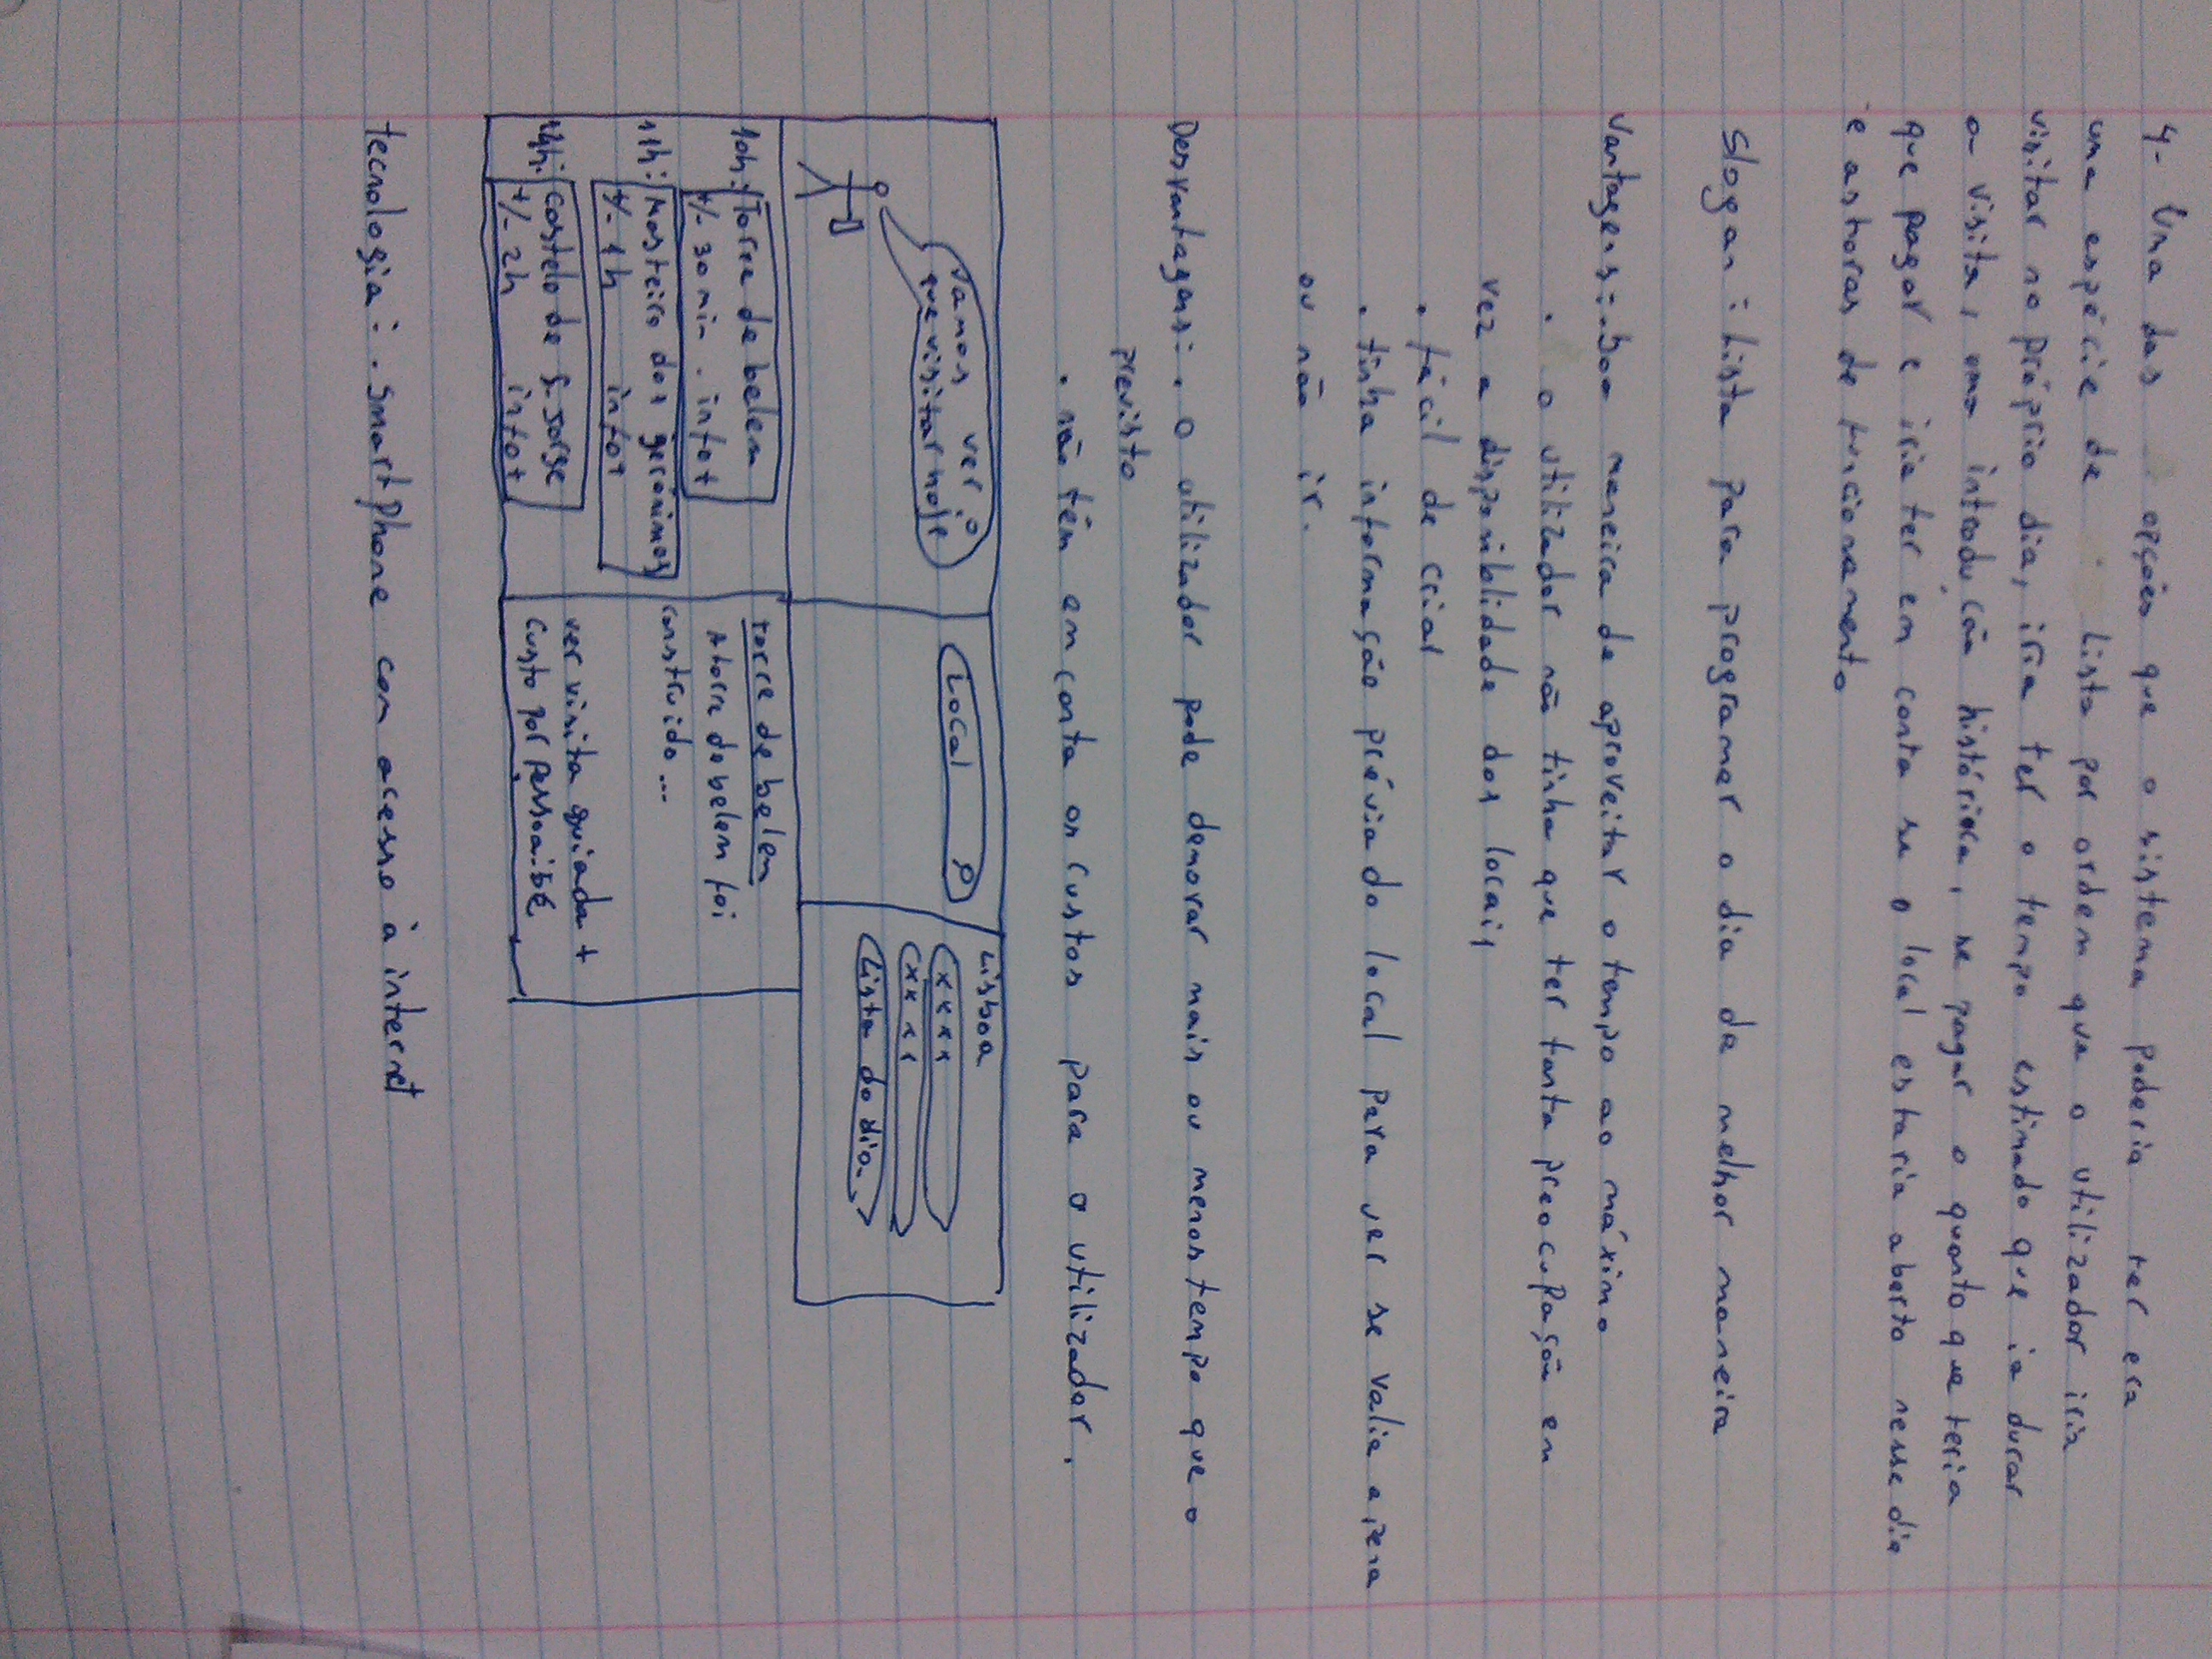 4- Uma das opções que o sistema poderia ter era
uma espécie de lista por ordem que o utilizador iria
visitar no próprio dia, iria ter o tempo estimado que ia durar
a visita, uma introdução histórica, se pagar o quanto que teria
que pagar e iria ter em conta se o local estaria aberto nesse dia
e as horas de funcionamento
Slogan: Lista para programar o dia da melhor maneira
Vantagens: . boa maneira de aproveitar o tempo ao máximo
. o utilizador não tinha que ter tanta preocupação em
vez a disponibilidade dos locais
. fácil de criar
. tinha informação prévia do local para ver se valia a pena
ou não ir.
Desvantagens: . o utilizador pode demorar mais ou menos tempo que o
previsto
. não têm em conta os custos para o utilizador.
Vamos ver o
que visitar hoje
Local
Lisboa
xxxx
xxxx
Lista do dia
10h: Torre de belem
+/- 30 min . info +
11h: Mosteiro dos gerónimos
+/- 1h info +
14h: Castelo de S. Jorge
+/- 2h info +
torre de belem
A torre de belem foi
construido ...
ver visita guiada +
Custo por pessoa: 6€
tecnologia: . Smartphone com acesso à internet